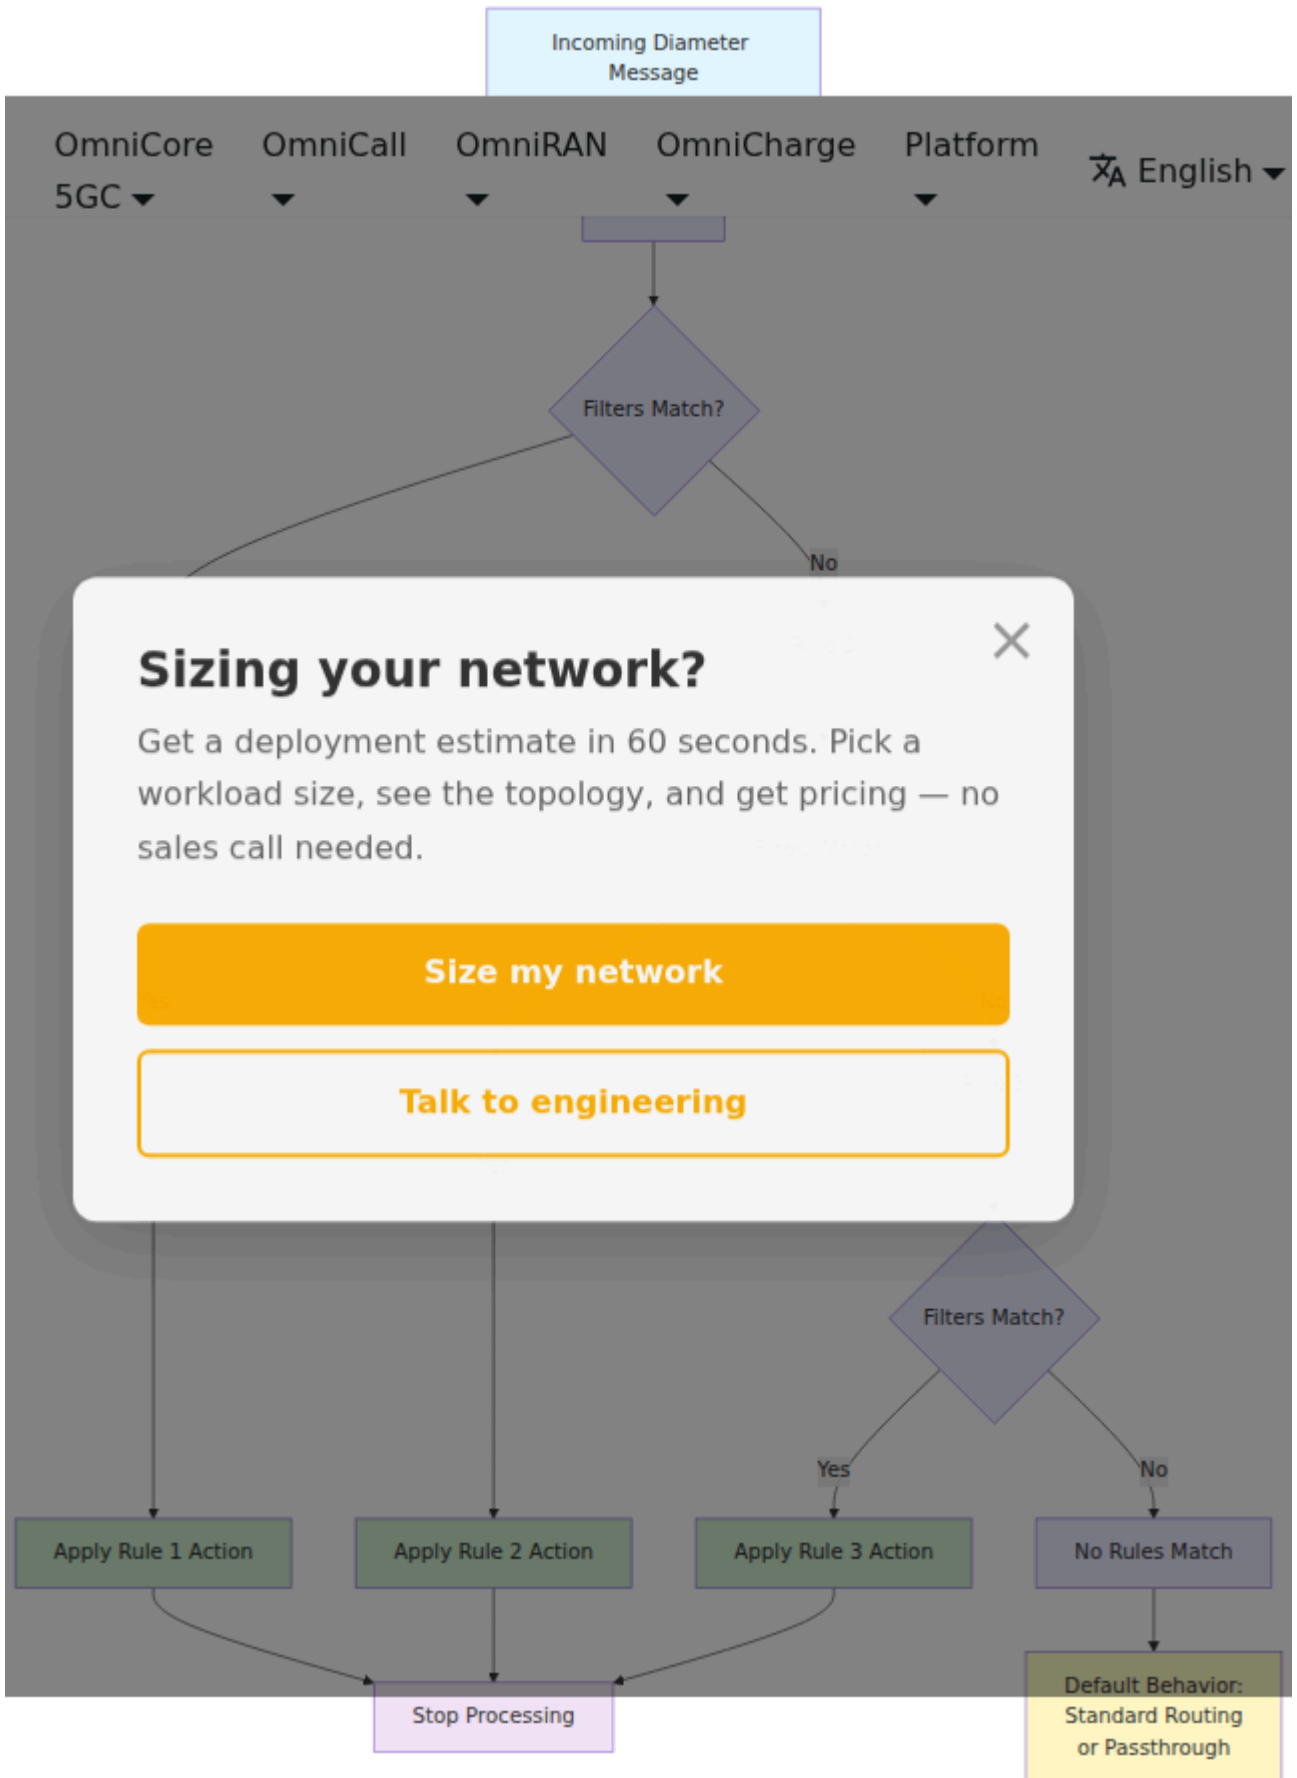 Incoming Diameter
Message
OmniCore
5GC
OmniCall
OmniRAN
OmniCharge
Platform
English
Filters Match?
No
Sizing your network?
Get a deployment estimate in 60 seconds. Pick a
workload size, see the topology, and get pricing — no
sales call needed.
Size my network
Talk to engineering
Filters Match?
Yes
No
Apply Rule 1 Action
Apply Rule 2 Action
Apply Rule 3 Action
No Rules Match
Stop Processing
Default Behavior:
Standard Routing
or Passthrough